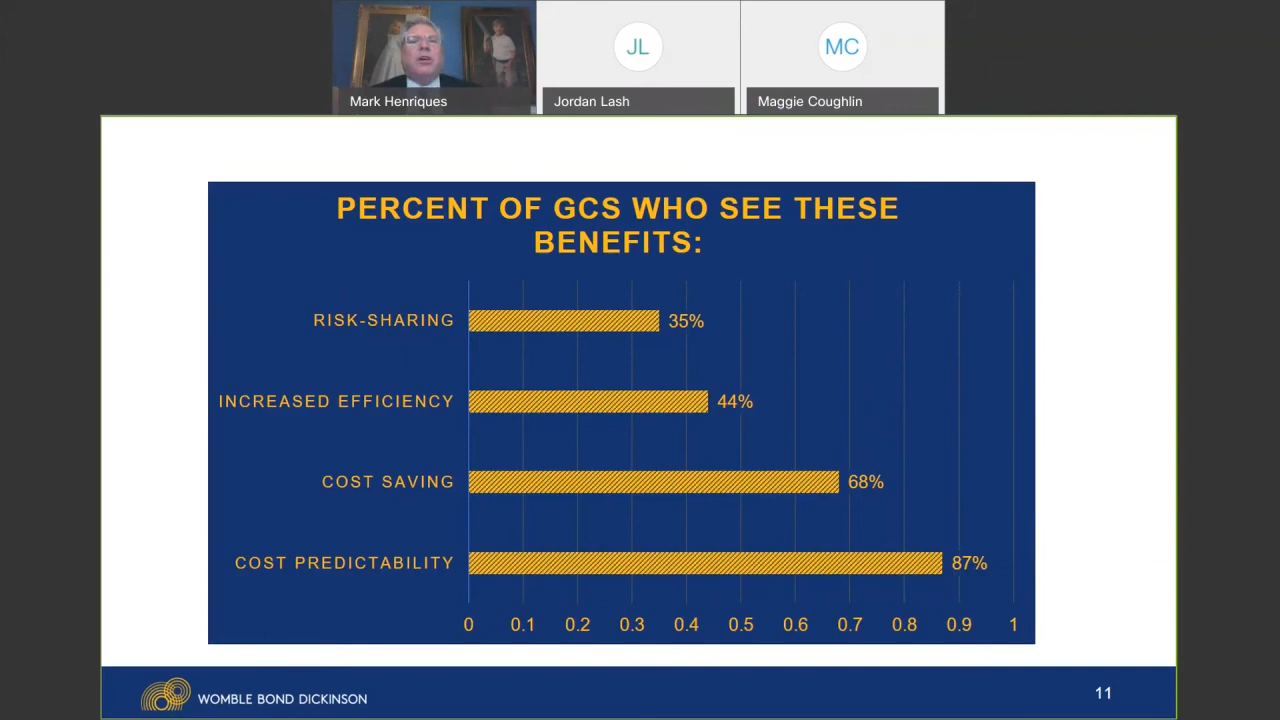 JL
MC
Mark Henriques
Jordan Lash
Maggie Coughlin
PERCENT OF GCS WHO SEE THESE
BENEFITS:
RISK-SHARING 35%
INCREASED EFFICIENCY 44%
COST SAVING 68%
COST PREDICTABILITY 87%
0 0.1 0.2 0.3 0.4 0.5 0.6 0.7 0.8 0.9 1
WOMBLE BOND DICKINSON
11